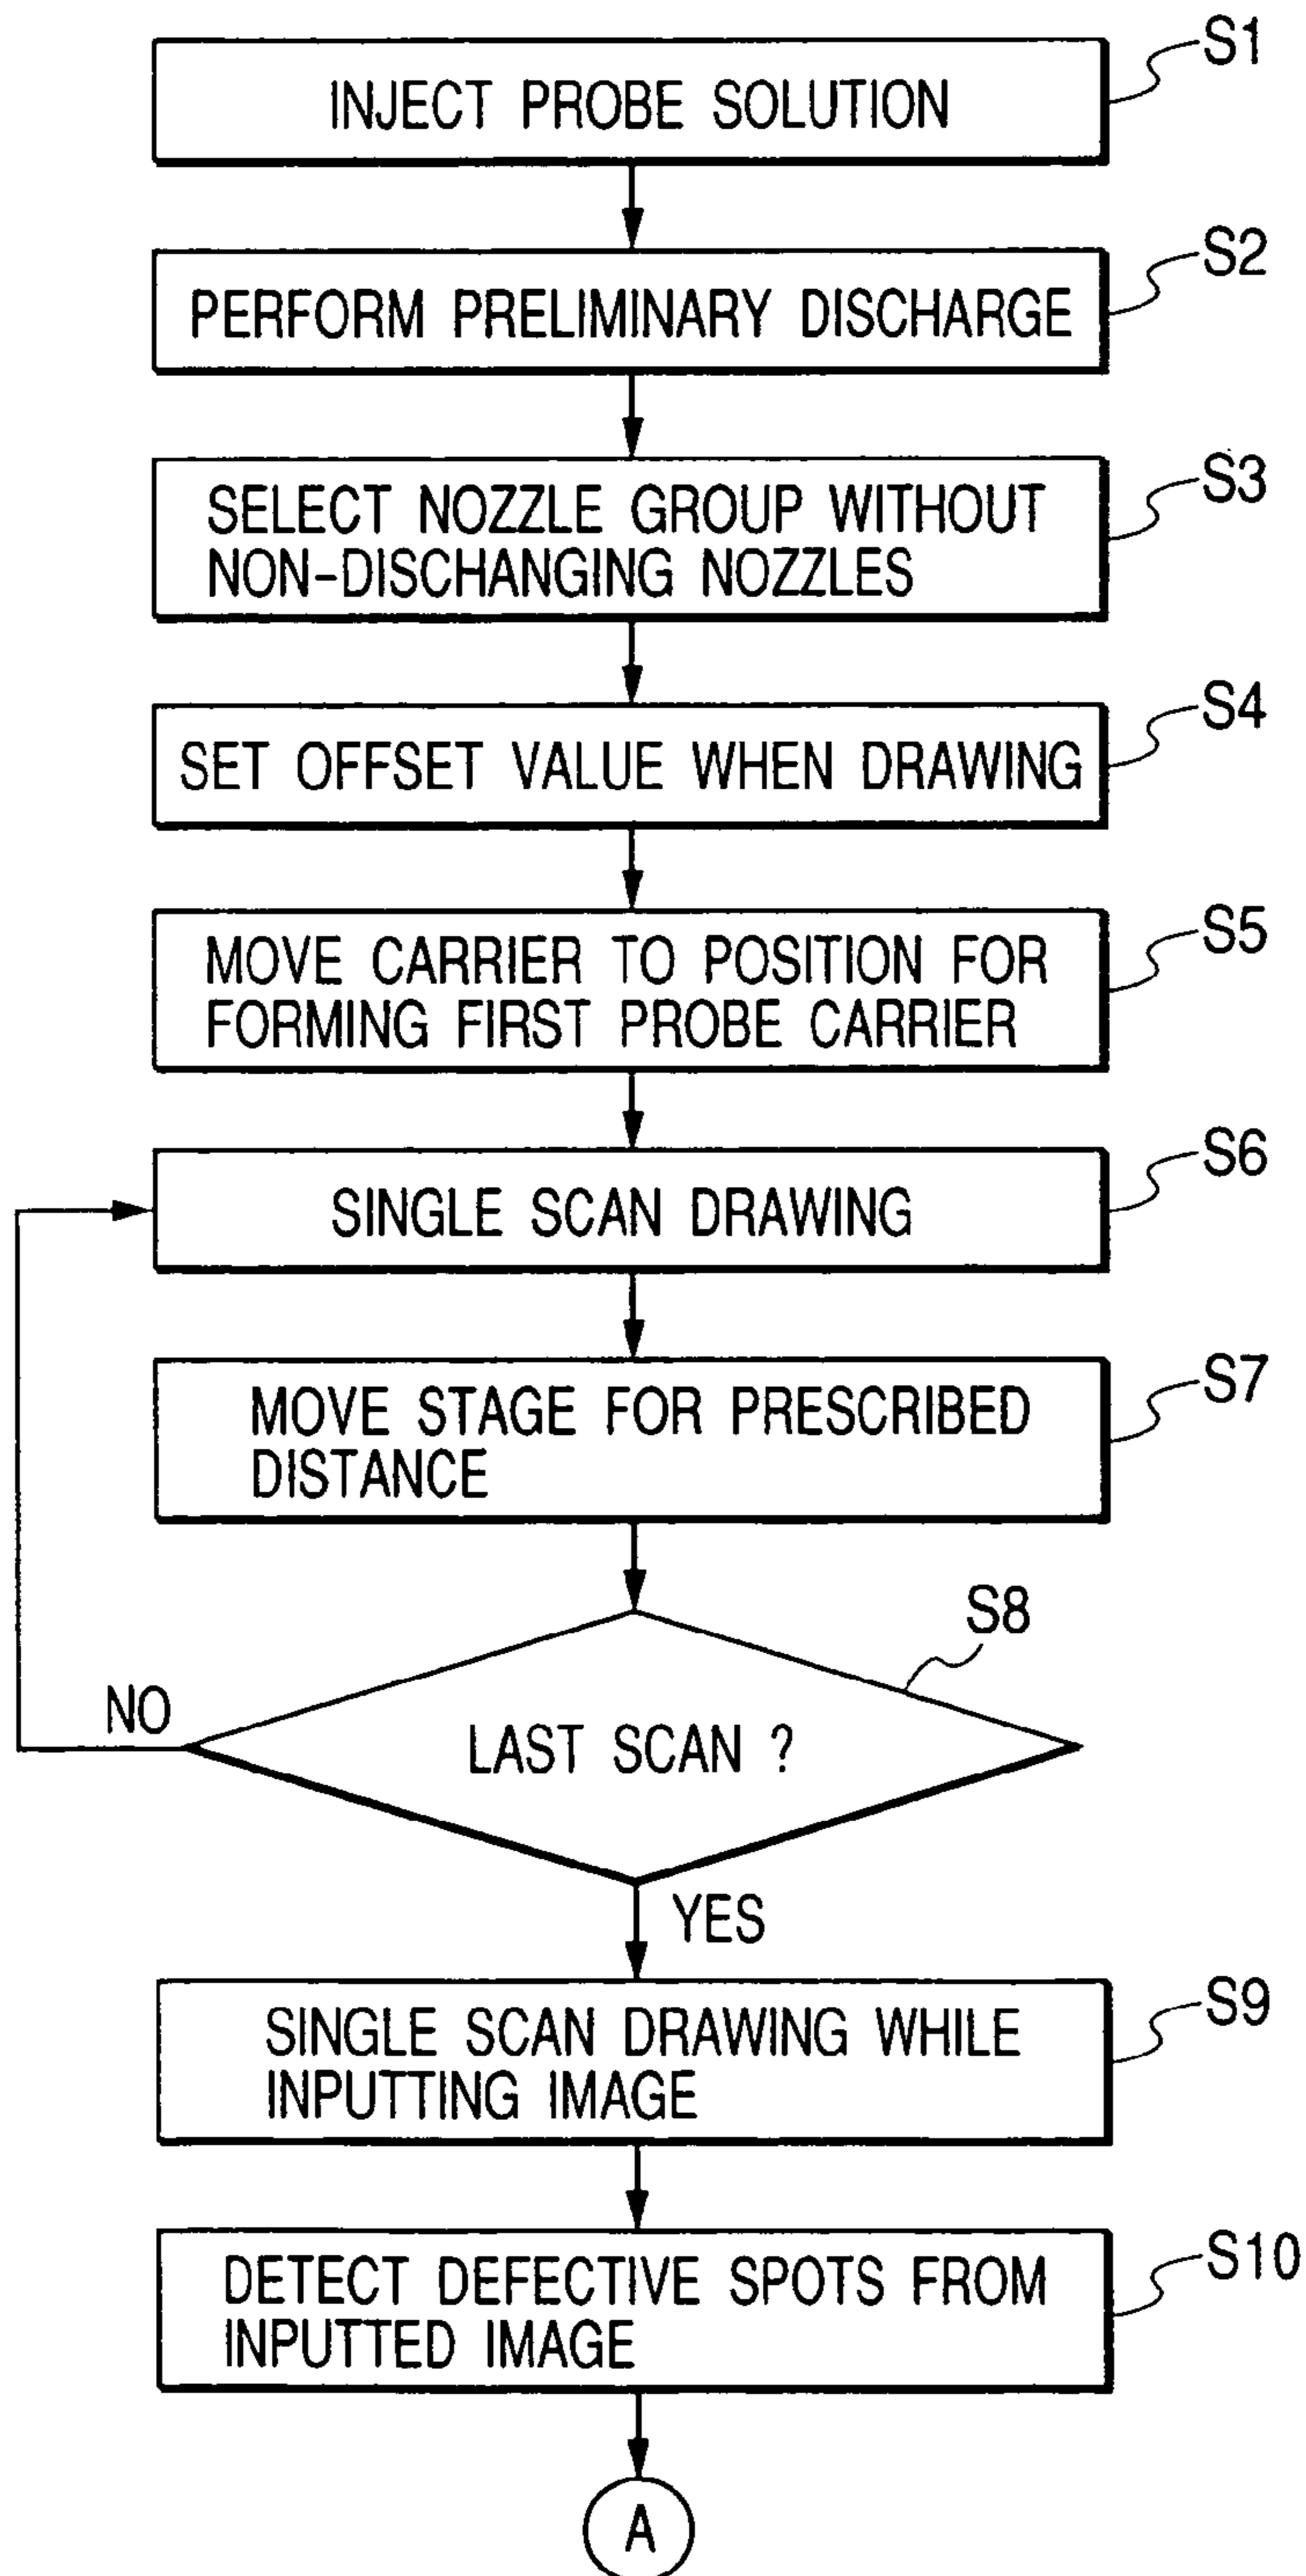 S1
INJECT PROBE SOLUTION
S2
PERFORM PRELIMINARY DISCHARGE
S3
SELECT NOZZLE GROUP WITHOUT
NON-DISCHANGING NOZZLES
S4
SET OFFSET VALUE WHEN DRAWING
S5
MOVE CARRIER TO POSITION FOR
FORMING FIRST PROBE CARRIER
S6
SINGLE SCAN DRAWING
S7
MOVE STAGE FOR PRESCRIBED
DISTANCE
S8
NO
LAST SCAN ?
YES
S9
SINGLE SCAN DRAWING WHILE
INPUTTING IMAGE
S10
DETECT DEFECTIVE SPOTS FROM
INPUTTED IMAGE
A